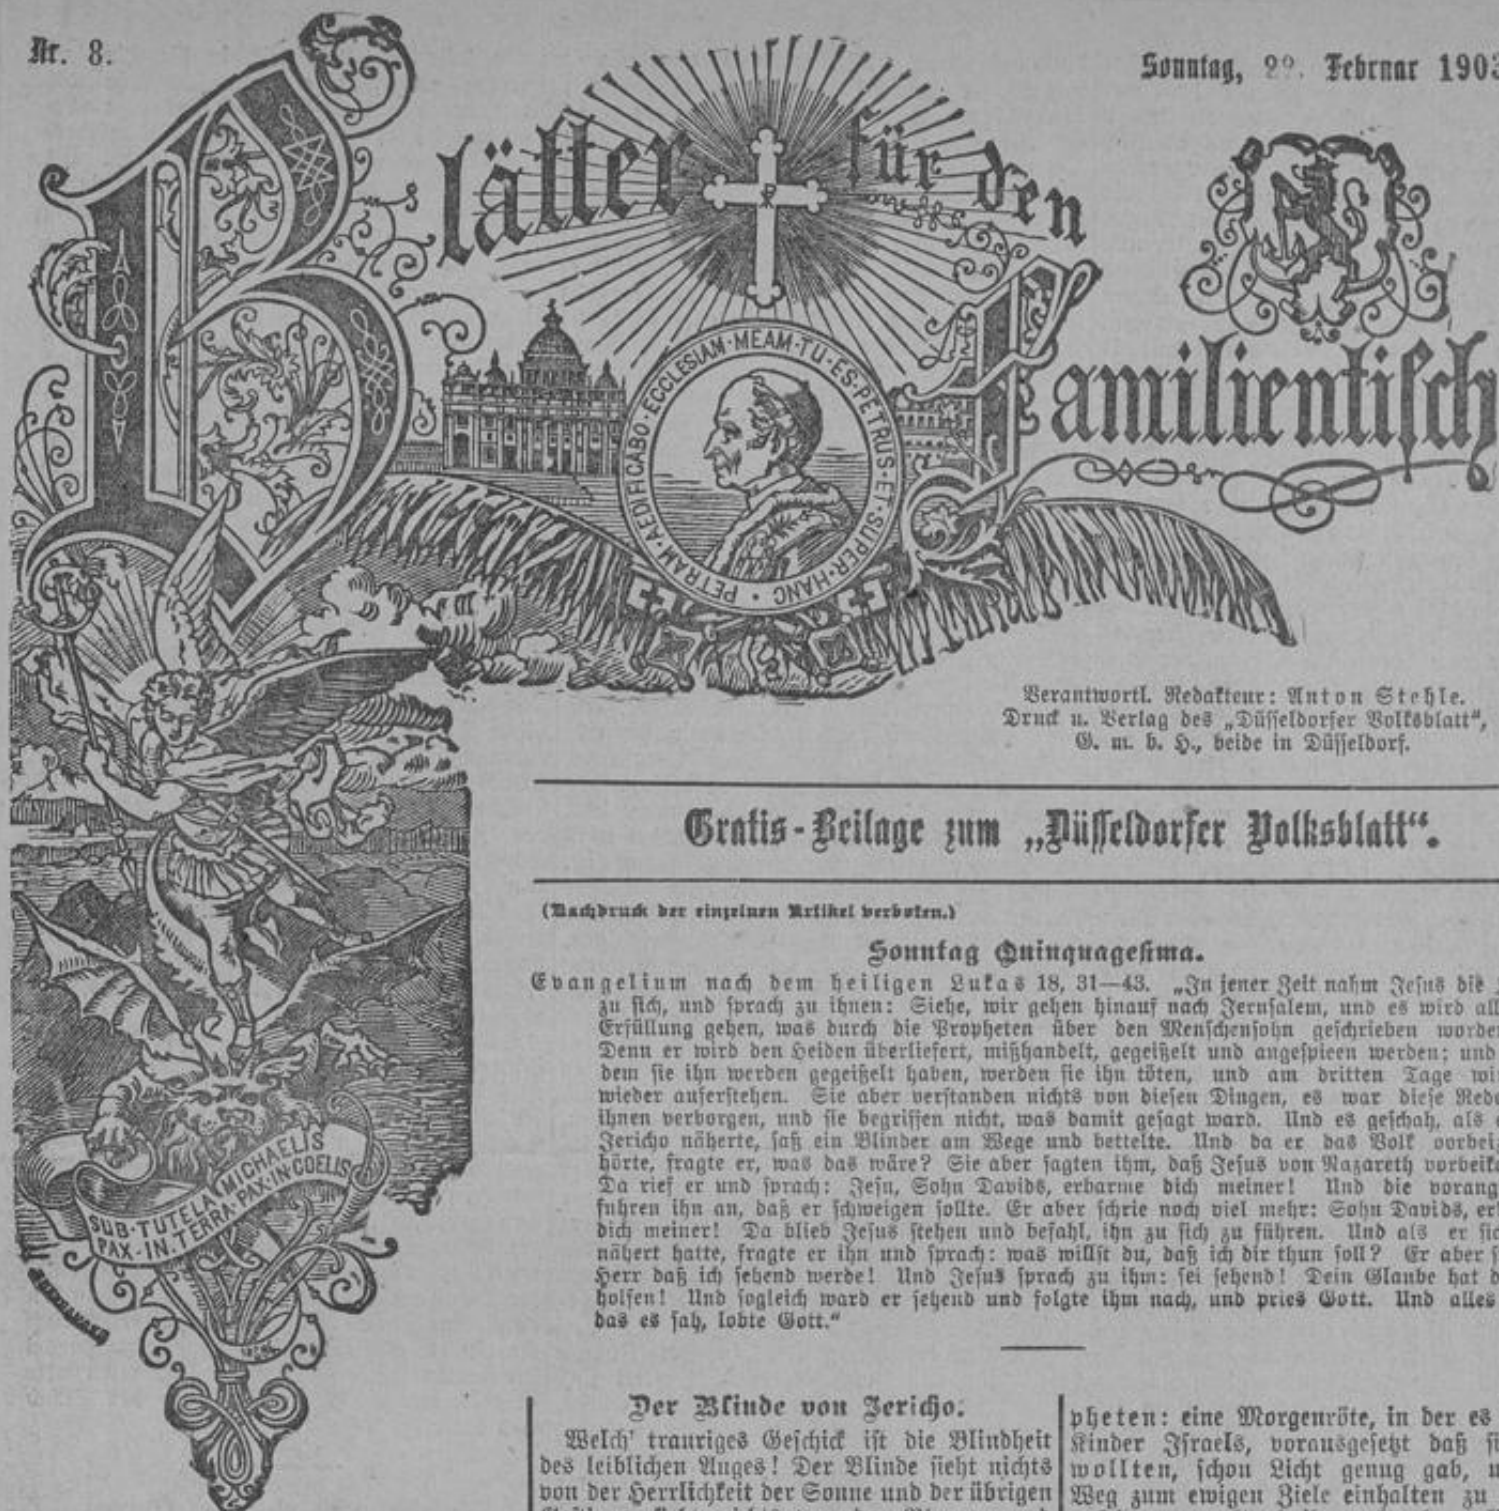 Nr. 8.
Sonntag, 22. Februar 1903
Blätter für den
Familientisch
PETRAM·AEDIFICABO·ECCLESIAM·MEAM·TU·ES·PETRUS·ET·SUPER·HANC
Verantwortl. Redakteur: Anton Stehle.
Druck u. Verlag des „Düsseldorfer Volksblatt“,
G. m. b. H., beide in Düsseldorf.
Gratis-Beilage zum „Düsseldorfer Volksblatt“.
(Nachdruck der einzelnen Artikel verboten.)
Sonntag Quinquagesima.
Evangelium nach dem heiligen Lukas 18, 31—43. „In jener Zeit nahm Jesus die
zu sich, und sprach zu ihnen: Siehe, wir gehen hinauf nach Jerusalem, und es wird all
Erfüllung gehen, was durch die Propheten über den Menschensohn geschrieben worde
Denn er wird den Heiden überliefert, mißhandelt, gegeißelt und angespieen werden; und
dem sie ihn werden gegeißelt haben, werden sie ihn töten, und am dritten Tage wi
wieder auferstehen. Sie aber verstanden nichts von diesen Dingen, es war diese Rede
ihnen verborgen, und sie begriffen nicht, was damit gesagt ward. Und es geschah, als
Jericho näherte, saß ein Blinder am Wege und bettelte. Und da er das Volk vorbei
hörte, fragte er, was das wäre? Sie aber sagten ihm, daß Jesus von Nazareth vorbeik
Da rief er und sprach: Jesu, Sohn Davids, erbarme dich meiner! Und die vorang
fuhren ihn an, daß er schweigen sollte. Er aber schrie noch viel mehr: Sohn Davids, er
dich meiner! Da blieb Jesus stehen und befahl, ihn zu sich zu führen. Und als er sic
nähert hatte, fragte er ihn und sprach: was willst du, daß ich dir thun soll? Er aber
Herr daß ich sehend werde! Und Jesus sprach zu ihm: sei sehend! Dein Glaube hat d
holfen! Und sogleich ward er sehend und folgte ihm nach, und pries Gott. Und alles
das es sah, lobte Gott.“
SUB·TUTELA MICHAELIS
PAX·IN·TERRA·PAX·IN·COELIS
Der Blinde von Jericho.
Welch' trauriges Geschick ist die Blindheit
des leiblichen Auges! Der Blinde sieht nichts
von der Herrlichkeit der Sonne und der übrigen
pheten: eine Morgenröte, in der es
Kinder Israels, vorausgesetzt daß si
wollten, schon Licht genug gab, u
Weg zum ewigen Ziele einhalten zu